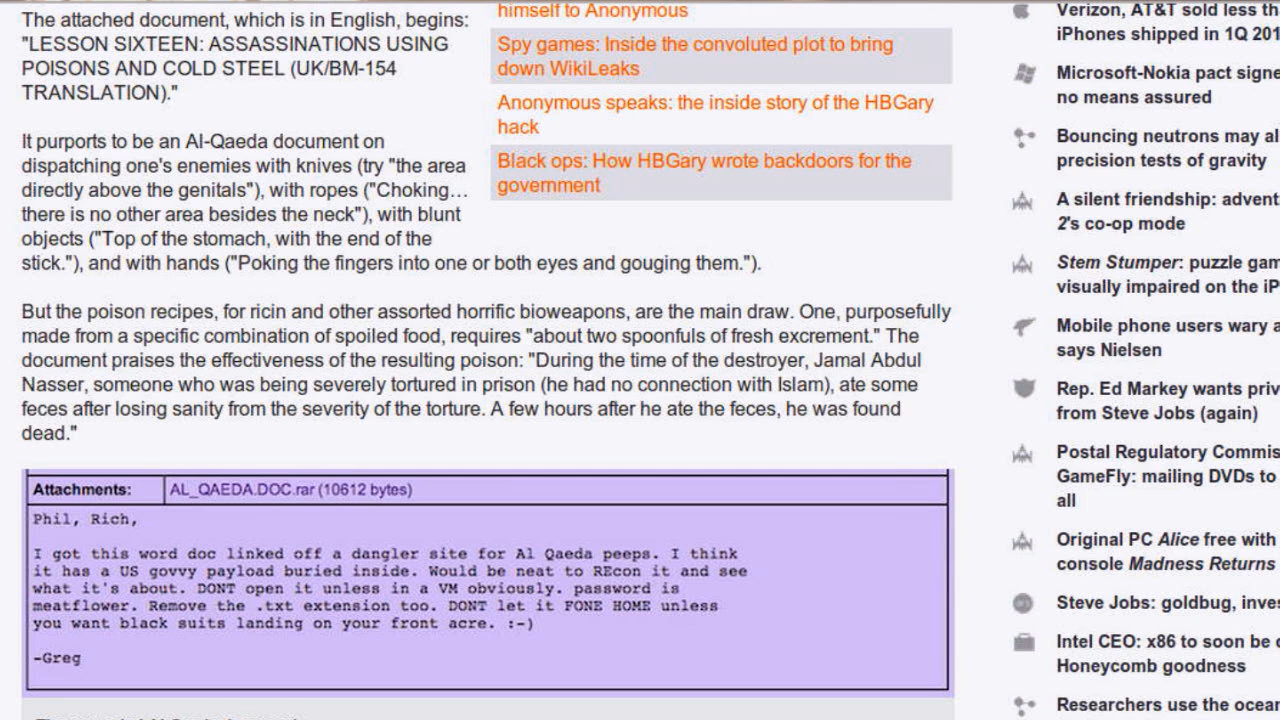 The attached document, which is in English, begins:
"LESSON SIXTEEN: ASSASSINATIONS USING
POISONS AND COLD STEEL (UK/BM-154
TRANSLATION)."
It purports to be an Al-Qaeda document on
dispatching one's enemies with knives (try "the area
directly above the genitals"), with ropes ("Choking…
there is no other area besides the neck"), with blunt
objects ("Top of the stomach, with the end of the
stick."), and with hands ("Poking the fingers into one or both eyes and gouging them.").
But the poison recipes, for ricin and other assorted horrific bioweapons, are the main draw. One, purposefully
made from a specific combination of spoiled food, requires "about two spoonfuls of fresh excrement." The
document praises the effectiveness of the resulting poison: "During the time of the destroyer, Jamal Abdul
Nasser, someone who was being severely tortured in prison (he had no connection with Islam), ate some
feces after losing sanity from the severity of the torture. A few hours after he ate the feces, he was found
dead."
Attachments: AL_QAEDA.DOC.rar (10612 bytes)
Phil, Rich,
I got this word doc linked off a dangler site for Al Qaeda peeps. I think
it has a US govvy payload buried inside. Would be neat to REcon it and see
what it's about. DONT open it unless in a VM obviously. password is
meatflower. Remove the .txt extension too. DONT let it FONE HOME unless
you want black suits landing on your front acre. :-)
-Greg
himself to Anonymous
Spy games: Inside the convoluted plot to bring
down WikiLeaks
Anonymous speaks: the inside story of the HBGary
hack
Black ops: How HBGary wrote backdoors for the
government
Verizon, AT&T sold less
iPhones shipped in 1Q
Microsoft-Nokia pact
no means assured
Bouncing neutrons may
precision tests of gravity
A silent friendship:
2's co-op mode
Stem Stumper: puzzle
visually impaired on the
Mobile phone users wary
says Nielsen
Rep. Ed Markey wants
from Steve Jobs (again)
Postal Regulatory
GameFly: mailing DVDs to
all
Original PC Alice free with
console Madness Returns
Steve Jobs: goldbug,
Intel CEO: x86 to soon be
Honeycomb goodness
Researchers use the